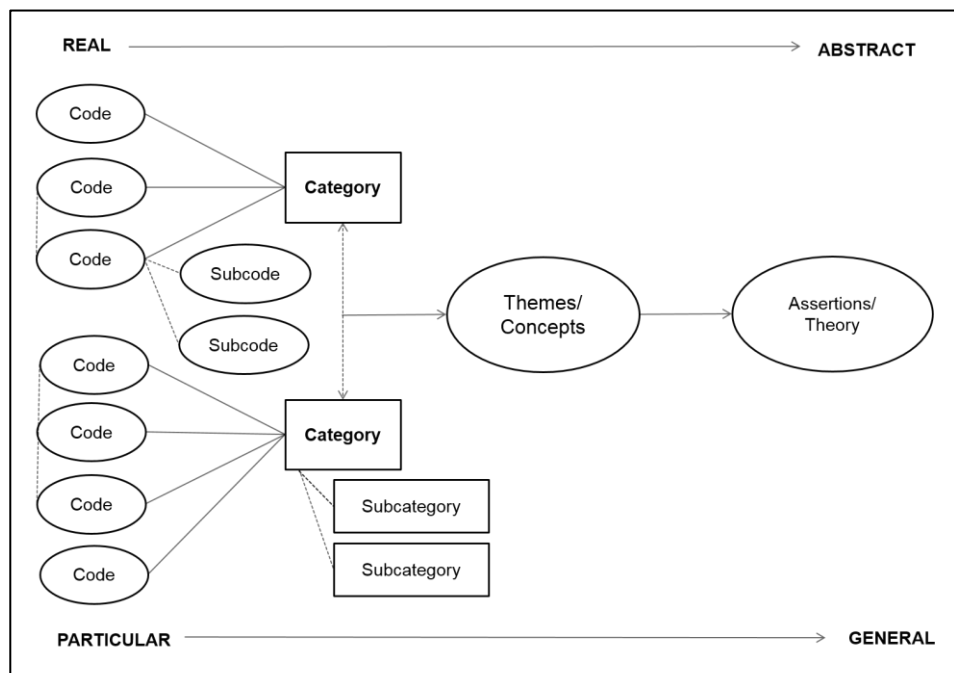 REAL
ABSTRACT
Code
Code
Category
Code
Subcode
Subcode
Themes/
Concepts
Assertions/
Theory
Code
Code
Category
Code
Subcategory
Code
Subcategory
PARTICULAR
GENERAL